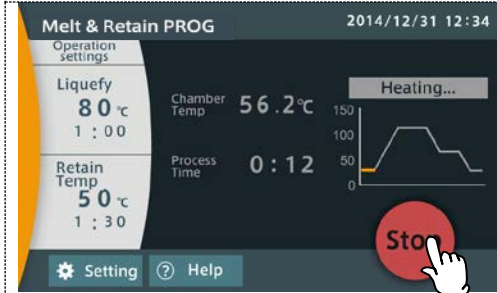 Melt & Retain PROG
2014/12/31 12:34
Operation
settings
Liquefy
80 ℃
1 : 00
Retain
Temp
50 ℃
1 : 30
Chamber
Temp
56.2℃
Process
Time
0:12
Heating...
150
100
50
0
Stop
Setting
? Help